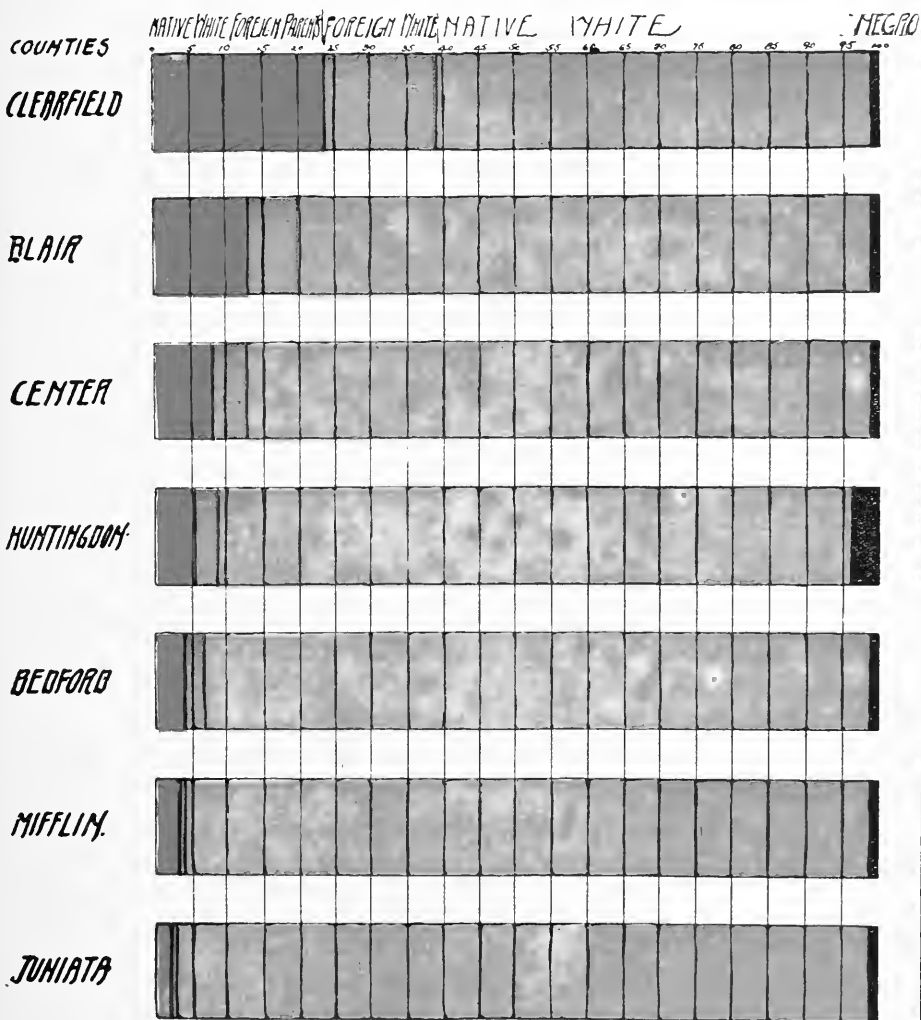 NATIVE WHITE FOREIGN PARENTS FOREIGN WHITE NATIVE WHITE NEGRO
COUNTIES
0 5 10 15 20 25 30 35 40 45 50 55 60 65 70 75 80 85 90 95 100
CLEARFIELD
BLAIR
CENTER
HUNTINGDON
BEDFORD
MIFFLIN.
JUNIATA